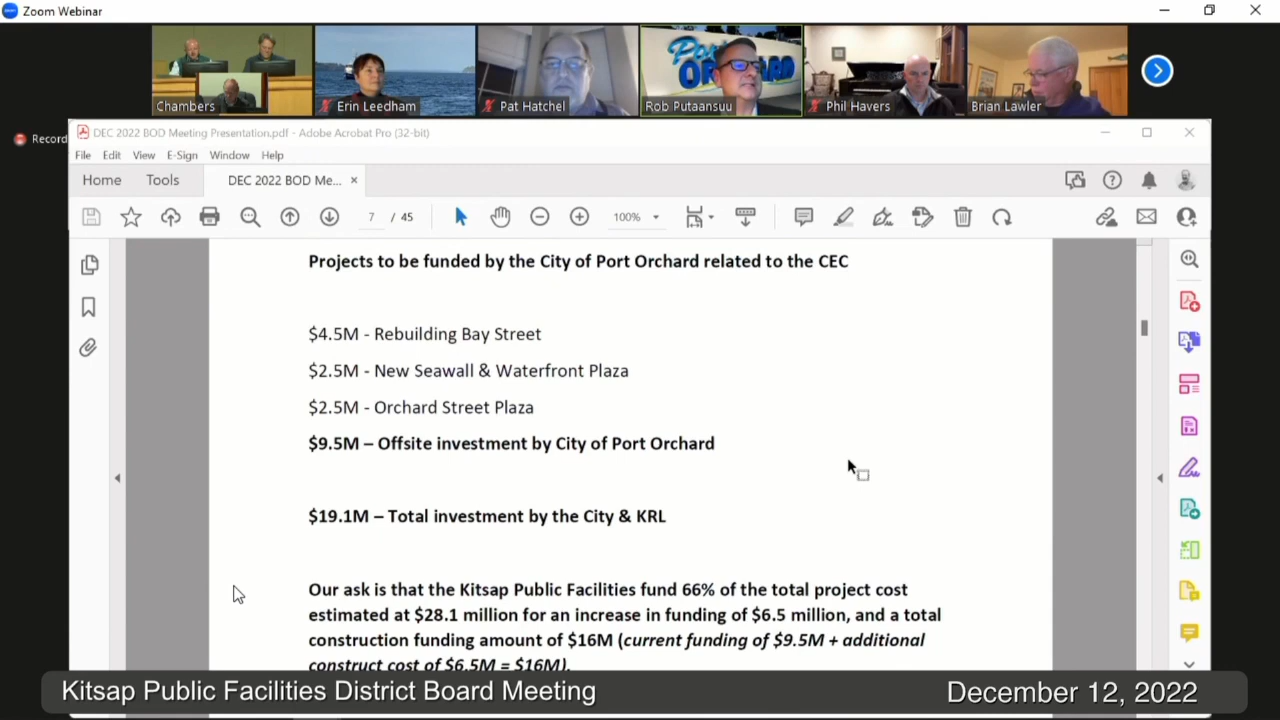 Zoom Webinar
Chambers
Erin Leedham
Pat Hatchel
Rob Putaansuu
Phil Havers
Brian Lawler
Record
DEC 2022 BOD Meeting Presentation.pdf - Adobe Acrobat Pro (32-bit)
File Edit View E-Sign Window Help
Home Tools DEC 2022 BOD Me... ×
7 / 45 100%
Projects to be funded by the City of Port Orchard related to the CEC
$4.5M - Rebuilding Bay Street
$2.5M - New Seawall & Waterfront Plaza
$2.5M - Orchard Street Plaza
$9.5M – Offsite investment by City of Port Orchard
$19.1M – Total investment by the City & KRL
Our ask is that the Kitsap Public Facilities fund 66% of the total project cost
estimated at $28.1 million for an increase in funding of $6.5 million, and a total
construction funding amount of $16M (current funding of $9.5M + additional
construct cost of $6.5M = $16M).
Kitsap Public Facilities District Board Meeting
December 12, 2022